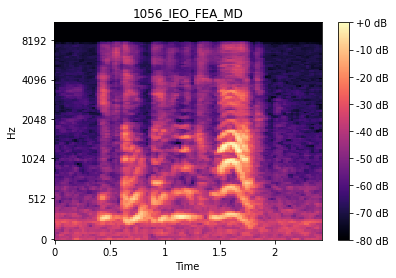 1056_IEO_FEA_MD
+0 dB
8192
-10 dB
4096
-20 dB
-30 dB
2048
Hz
-40 dB
1024
-50 dB
512
-60 dB
-70 dB
0
-80 dB
0 0.5 1 1.5 2
Time